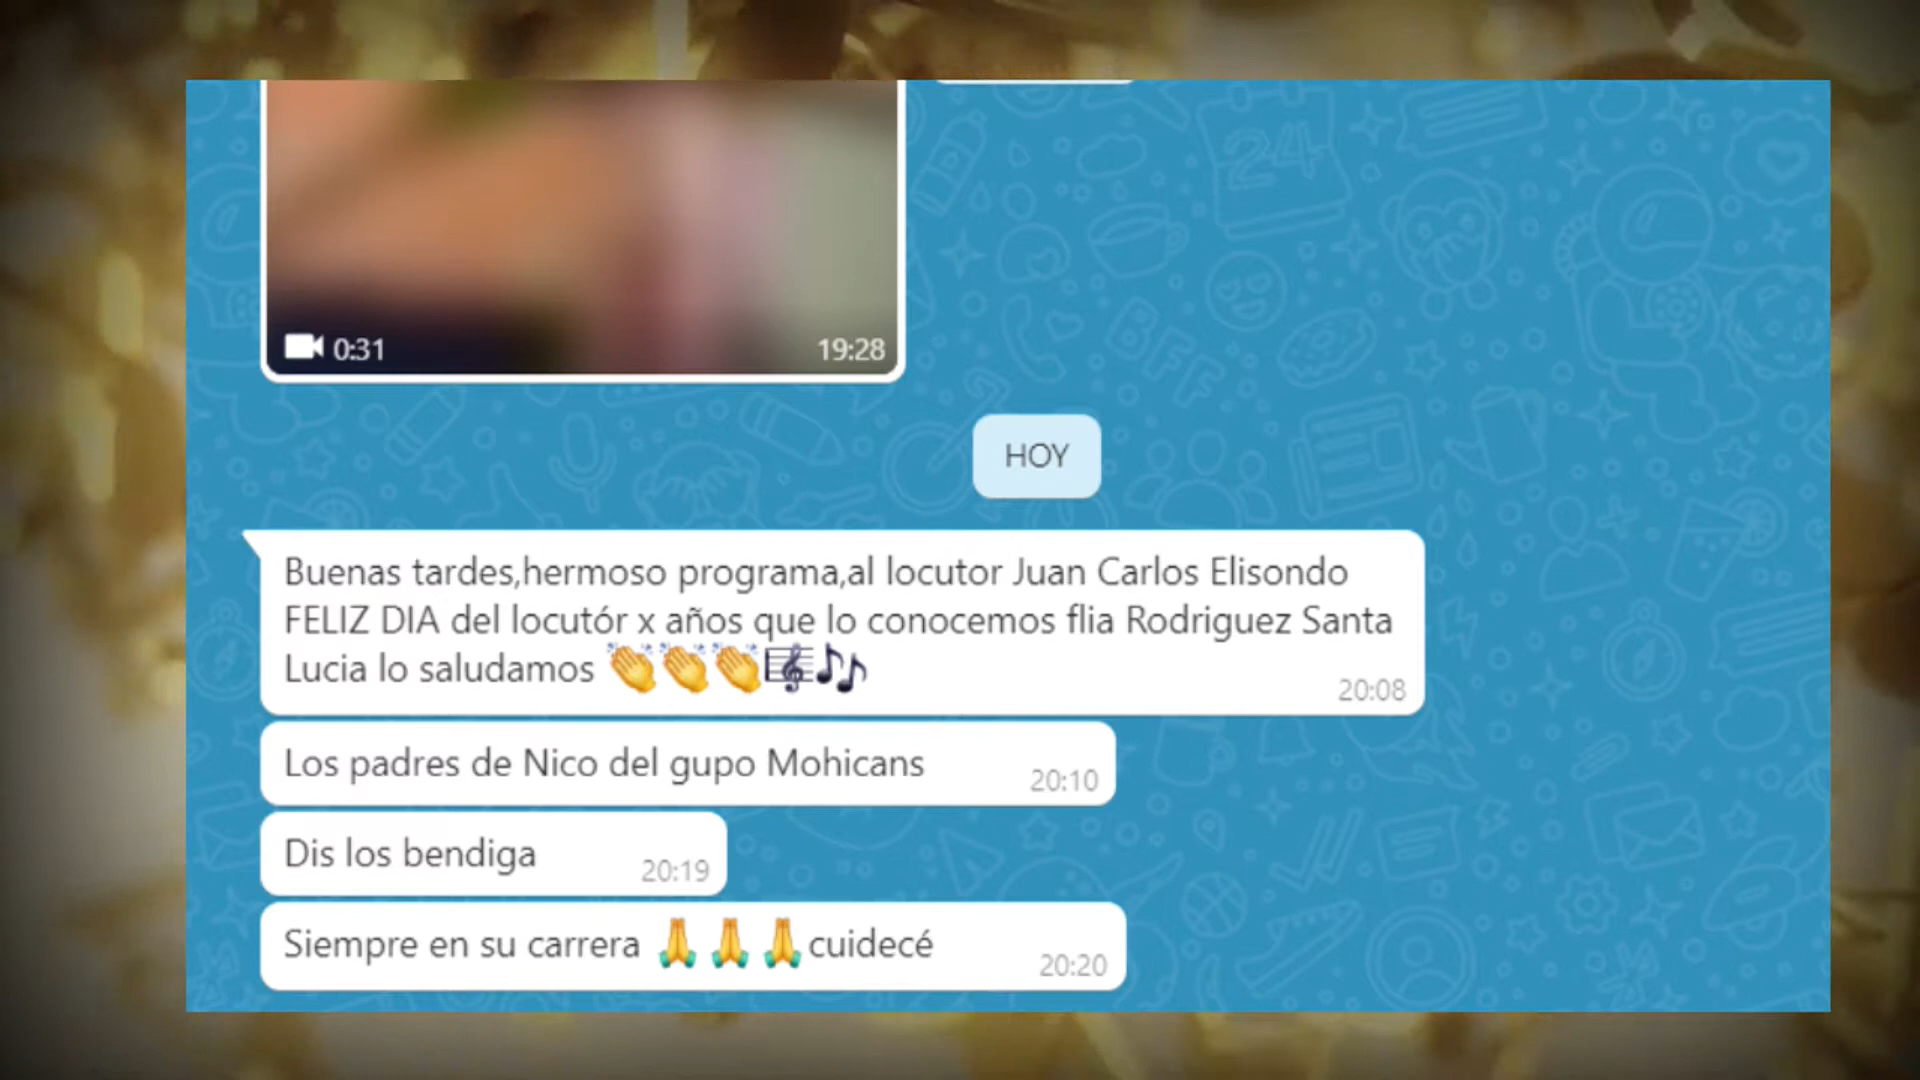 0:31 19:28
HOY
Buenas tardes,hermoso programa,al locutor Juan Carlos Elisondo
FELIZ DIA del locutór x años que lo conocemos flia Rodriguez Santa
Lucia lo saludamos 👏👏👏🎼🎶
20:08
Los padres de Nico del gupo Mohicans
20:10
Dis los bendiga
20:19
Siempre en su carrera 🙏🙏🙏cuidecé
20:20